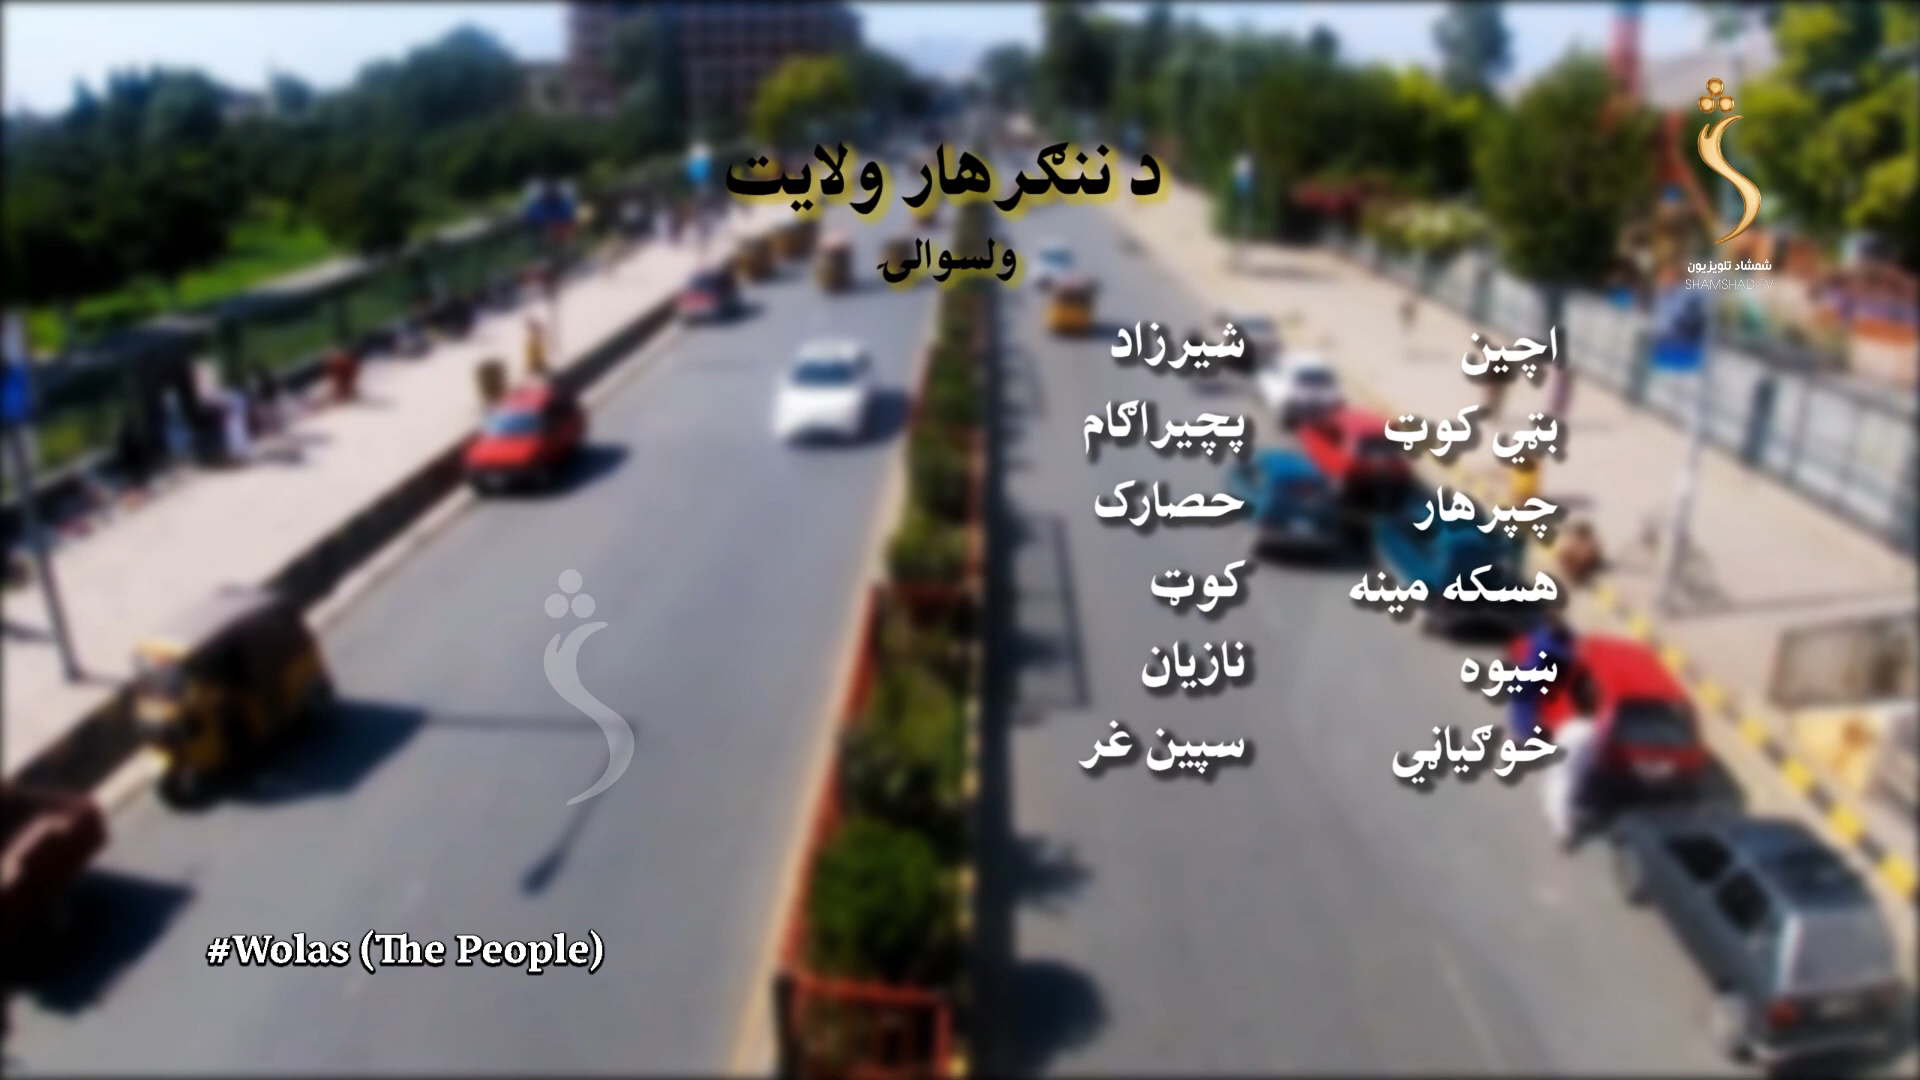 د ننګرهار ولایت
ولسوالۍ
اچین
بټي کوټ
چپرهار
هسکه مینه
ښیوه
خوګیاڼي
شیرزاد
پچیراګام
حصارک
کوټ
نازیان
سپین غر
شمشاد تلویزیون
SHAMSHAD TV
#Wolas (The People)